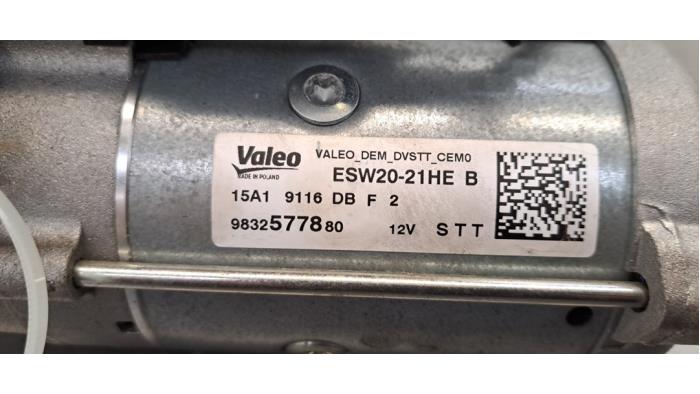 Valeo VALEO_DEM_DVSTT_CEM0
MADE IN POLAND ESW20-21HE B
15A1 9116 DB F 2
9832577880 12V STT